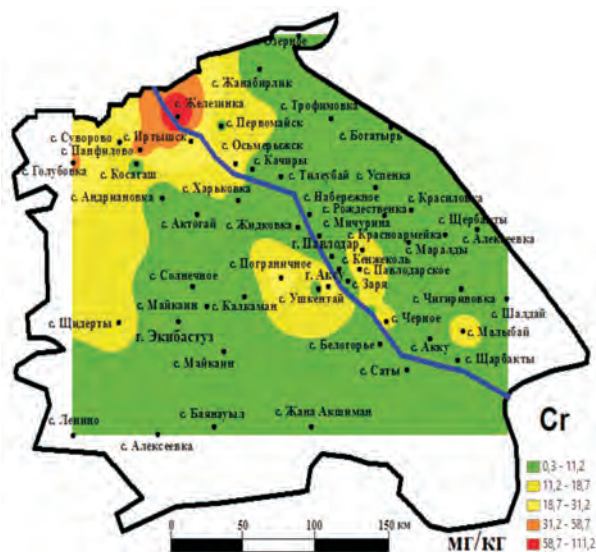 Озерное
с. Жанабирлик
с. Железинка
с. Трофимовка
с. Первомайск
с. Богатырь
с. Суворово
с. Иртышск
с. Осьмерыжск
с. Панфилово
с. Качиры
с. Голубовка
с. Косагаш
с. Тилеубай
с. Успенка
с. Харьковка
с. Андриановка
с. Набережное
с. Красиловка
с. Рождественка
с. Актогай
с. Мичурина
с. Щербакты
с. Жидковка
с. Красноармейка
с. Алексеевка
г. Павлодар
с. Маралды
с. Кенжеколь
с. Пограничное
с. Павлодарское
с. Солнечное
г. Аксу
с. Заря
с. Ушкентай
с. Чигириновка
с. Майкаин
с. Калкаман
с. Шалдай
с. Щидерты
с. Черное
г. Экибастуз
с. Малыбай
с. Белогорье
с. Акку
с. Майкаин
с. Щарбакты
с. Саты
с. Ленино
с. Баянауыл
с. Жана Акшиман
с. Алексеевка
Cr
0,3 - 11,2
11,2 - 18,7
18,7 - 31,2
31,2 - 58,7
58,7 - 111,2
0 50 100 150 км
мг/кг